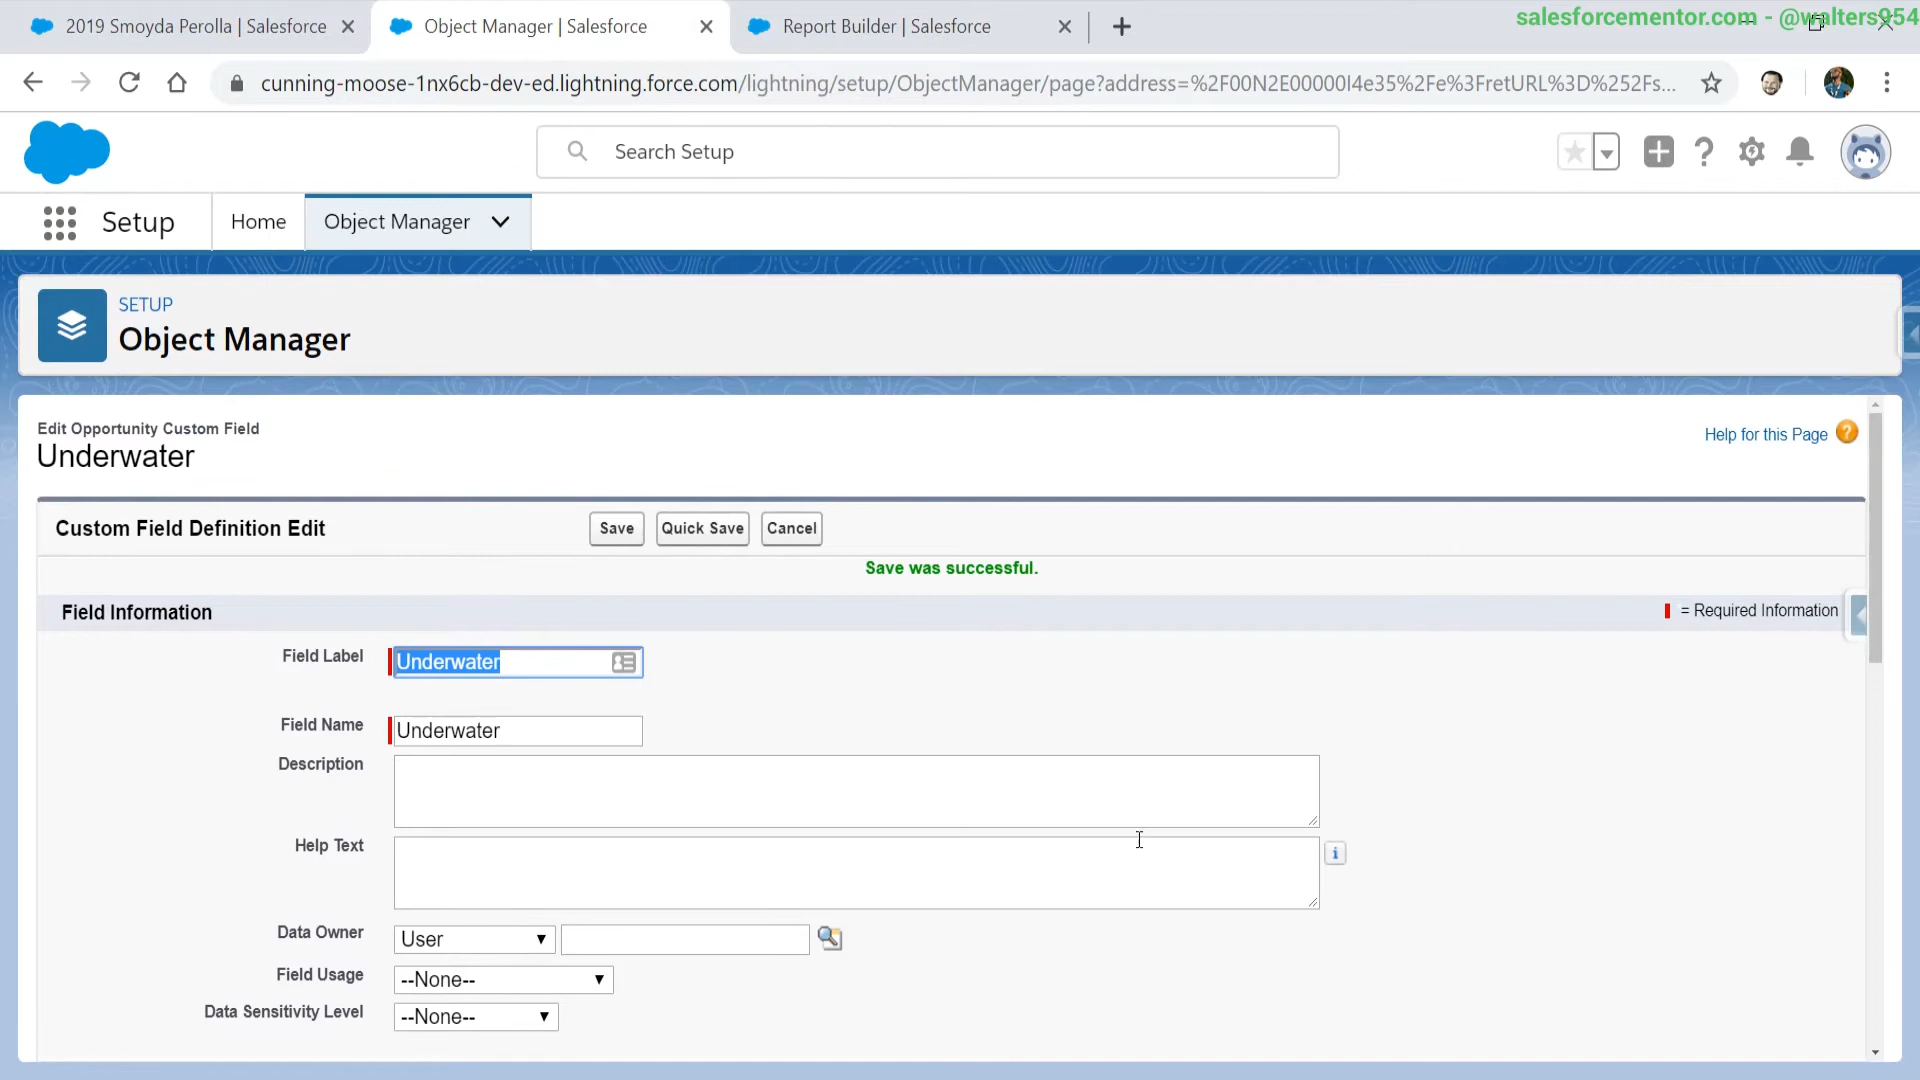 2019 Smoyda Perolla | Salesforce
Object Manager | Salesforce
Report Builder | Salesforce
salesforcementor.com - @walters954
cunning-moose-1nx6cb-dev-ed.lightning.force.com/lightning/setup/ObjectManager/page?address=%2F00N2E00000I4e35%2Fe%3FretURL%3D%252Fs...
Search Setup
Setup
Home
Object Manager
SETUP
Object Manager
Edit Opportunity Custom Field
Underwater
Help for this Page
Custom Field Definition Edit
Save
Quick Save
Cancel
Save was successful.
Field Information
= Required Information
Field Label
Underwater
Field Name
Underwater
Description
Help Text
Data Owner
User
Field Usage
--None--
Data Sensitivity Level
--None--